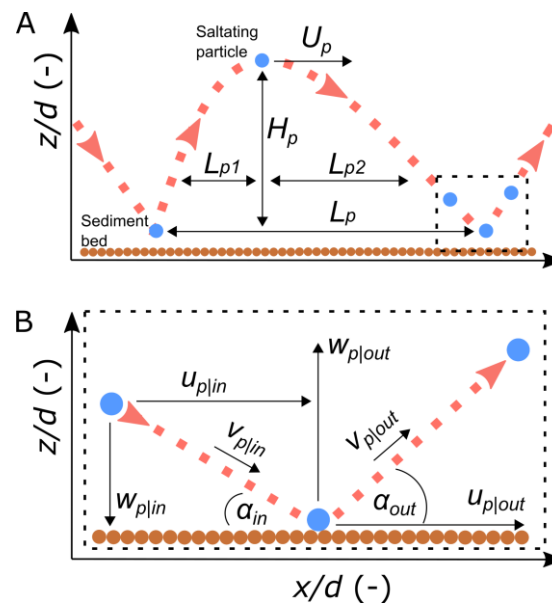 A
Saltating
particle
U_p
z/d (-)
H_p
L_p1
L_p2
L_p
Sediment
bed
B
w_p|out
u_p|in
v_p|in
v_p|out
z/d (-)
w_p|in
α_in
α_out
u_p|out
x/d (-)